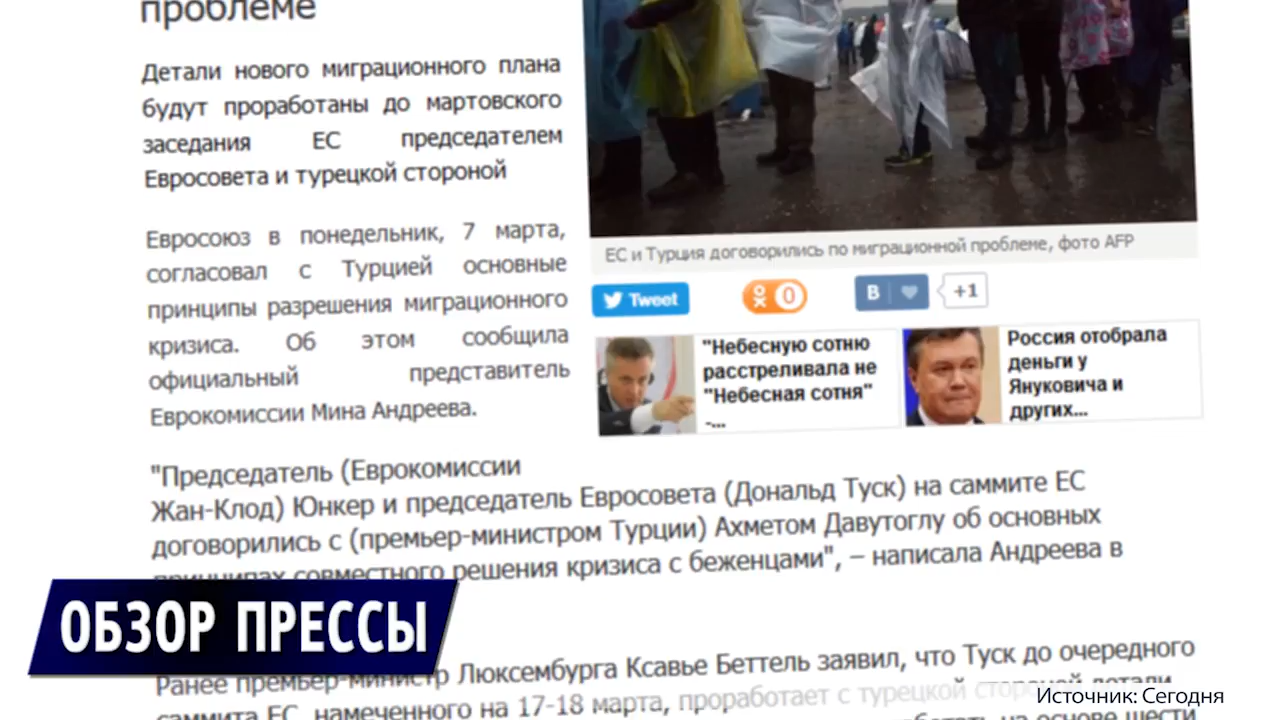 проблеме
Детали нового миграционного плана
будут проработаны до мартовского
заседания ЕС председателем
Евросовета и турецкой стороной
Евросоюз в понедельник, 7 марта,
согласовал с Турцией основные
принципы разрешения миграционного
кризиса. Об этом сообщила
официальный представитель
Еврокомиссии Мина Андреева.
ЕС и Турция договорились по миграционной проблеме, фото AFP
Tweet
0
В
+1
"Небесную сотню
расстреливала не
"Небесная сотня"
-...
Россия отобрала
деньги у
Януковича и
других...
"Председатель (Еврокомиссии
Жан-Клод) Юнкер и председатель Евросовета (Дональд Туск) на саммите ЕС
договорились с (премьер-министром Турции) Ахметом Давутоглу об основных
принципах совместного решения кризиса с беженцами", – написала Андреева в
Ранее премьер-министр Люксембурга Ксавье Беттель заявил, что Туск до очередного
саммита ЕС, намеченного на 17-18 марта, проработает с турецкой стороной детали
на основе шести
ОБЗОР ПРЕССЫ
Источник: Сегодня